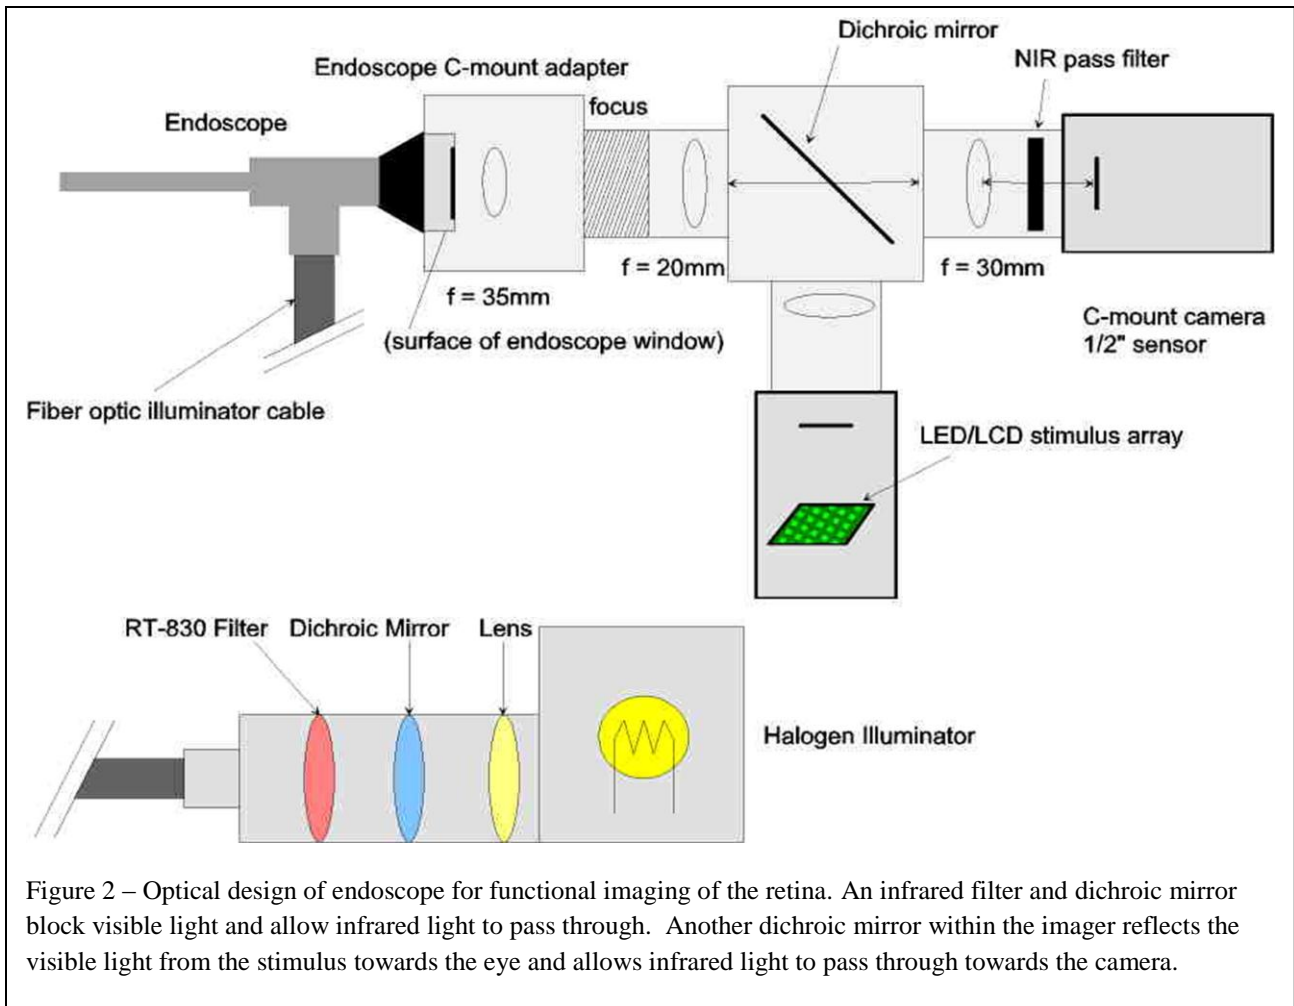 Dichroic mirror
NIR pass filter
Endoscope C-mount adapter
focus
Endoscope
f = 20mm
f = 30mm
f = 35mm
(surface of endoscope window)
C-mount camera
1/2" sensor
Fiber optic illuminator cable
LED/LCD stimulus array
RT-830 Filter
Dichroic Mirror
Lens
Halogen Illuminator
Figure 2 – Optical design of endoscope for functional imaging of the retina. An infrared filter and dichroic mirror
block visible light and allow infrared light to pass through.  Another dichroic mirror within the imager reflects the
visible light from the stimulus towards the eye and allows infrared light to pass through towards the camera.